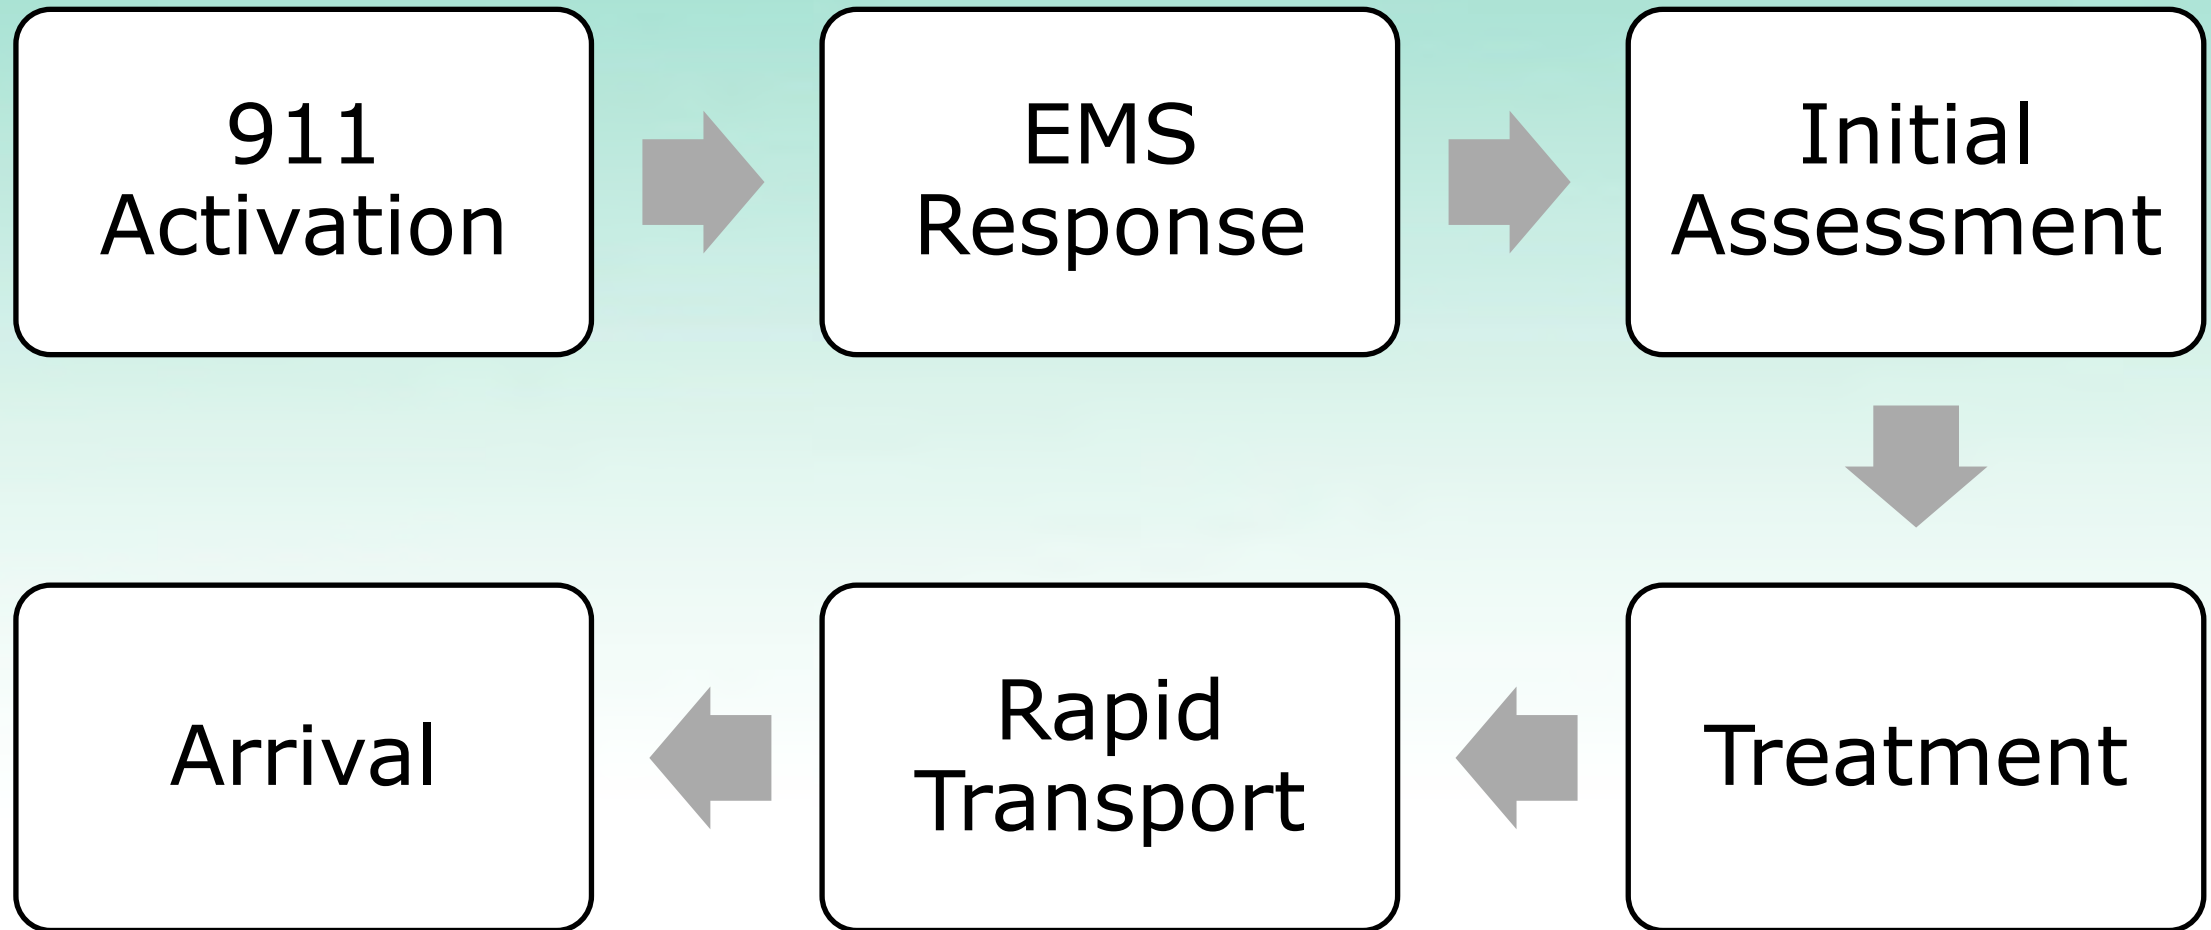 911
Activation
EMS
Response
Initial
Assessment
Treatment
Rapid
Transport
Arrival